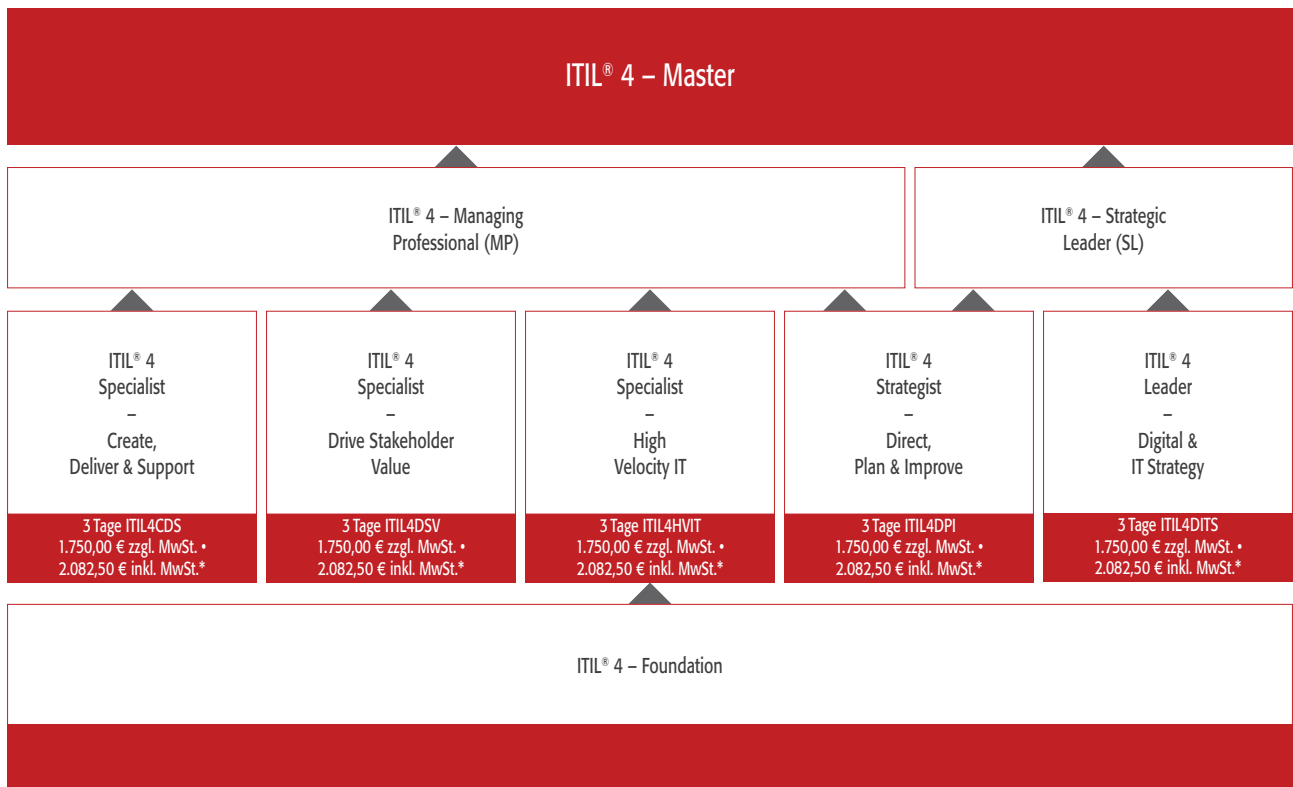 ITIL® 4 – Master
ITIL® 4 – Managing
Professional (MP)
ITIL® 4 – Strategic
Leader (SL)
ITIL® 4
Specialist
–
Create,
Deliver & Support
3 Tage ITIL4CDS
1.750,00 € zzgl. MwSt. •
2.082,50 € inkl. MwSt.*
ITIL® 4
Specialist
–
Drive Stakeholder
Value
3 Tage ITIL4DSV
1.750,00 € zzgl. MwSt. •
2.082,50 € inkl. MwSt.*
ITIL® 4
Specialist
–
High
Velocity IT
3 Tage ITIL4HVIT
1.750,00 € zzgl. MwSt. •
2.082,50 € inkl. MwSt.*
ITIL® 4
Strategist
–
Direct,
Plan & Improve
3 Tage ITIL4DPI
1.750,00 € zzgl. MwSt. •
2.082,50 € inkl. MwSt.*
ITIL® 4
Leader
–
Digital &
IT Strategy
3 Tage ITIL4DITS
1.750,00 € zzgl. MwSt. •
2.082,50 € inkl. MwSt.*
ITIL® 4 – Foundation